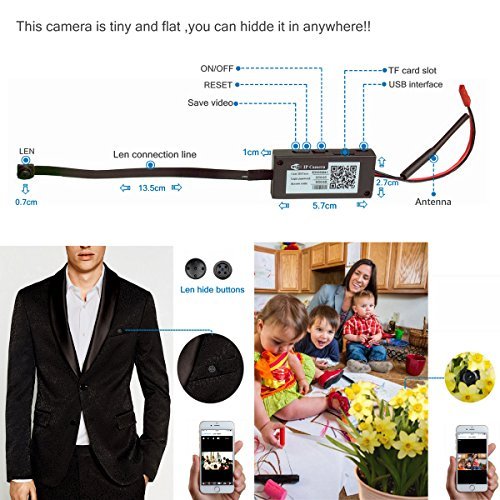 This camera is tiny and flat ,you can hidde it in anywhere!!
ON/OFF
RESET
Save video
TF card slot
USB interface
LEN
Len connection line
1cm
IP Camera
0.7cm
13.5cm
5.7cm
2.7cm
Antenna
Len hide buttons